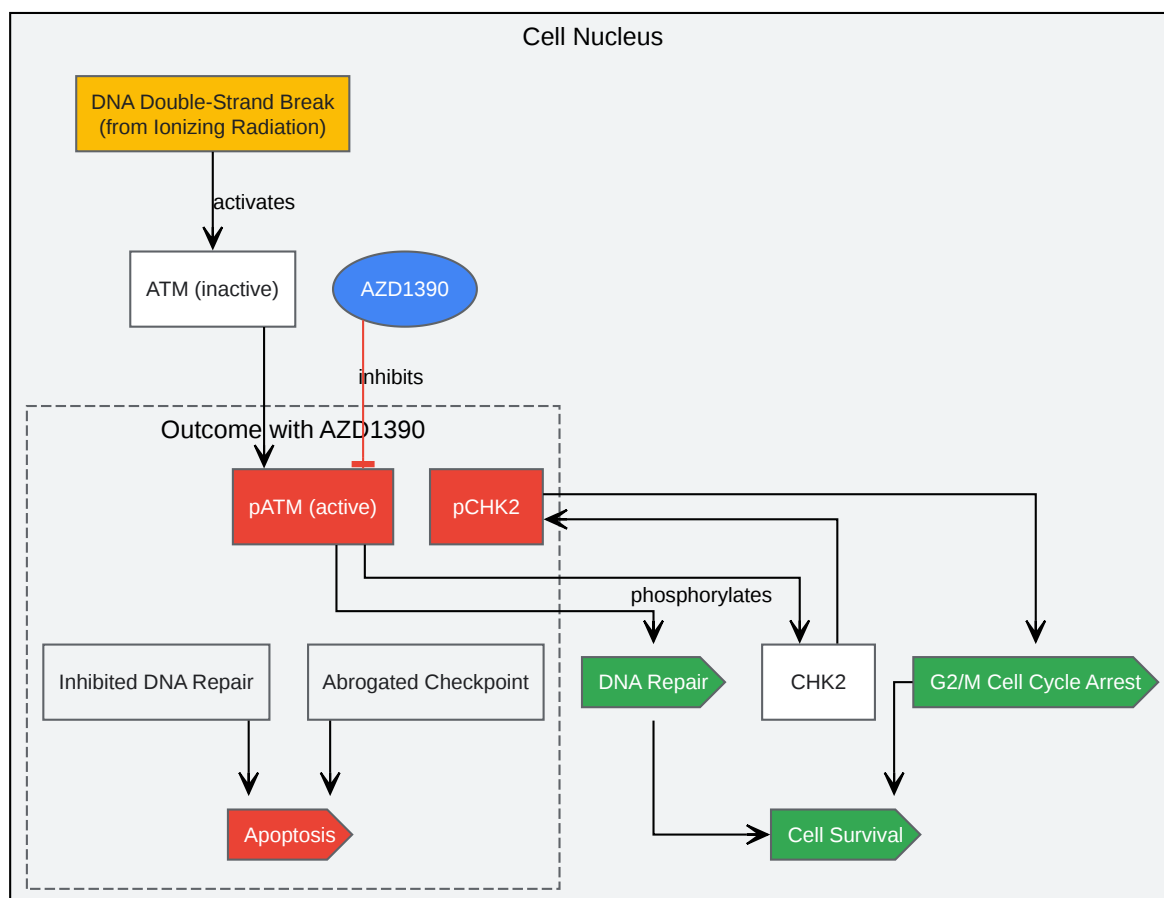 Cell Nucleus
DNA Double-Strand Break
(from Ionizing Radiation)
activates
ATM (inactive)
AZD1390
inhibits
Outcome with AZD1390
pATM (active)
pCHK2
phosphorylates
Inhibited DNA Repair
Abrogated Checkpoint
DNA Repair
CHK2
G2/M Cell Cycle Arrest
Apoptosis
Cell Survival